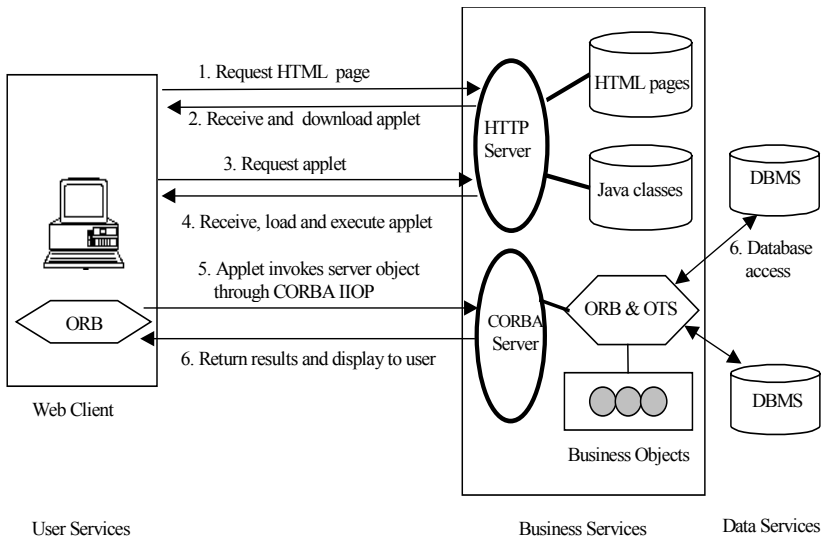 1. Request HTML page
2. Receive and download applet
3. Request applet
4. Receive, load and execute applet
5. Applet invokes server object
through CORBA IIOP
6. Return results and display to user
ORB
Web Client
HTTP
Server
HTML pages
Java classes
CORBA
Server
ORB & OTS
Business Objects
DBMS
6. Database
access
DBMS
User Services
Business Services
Data Services